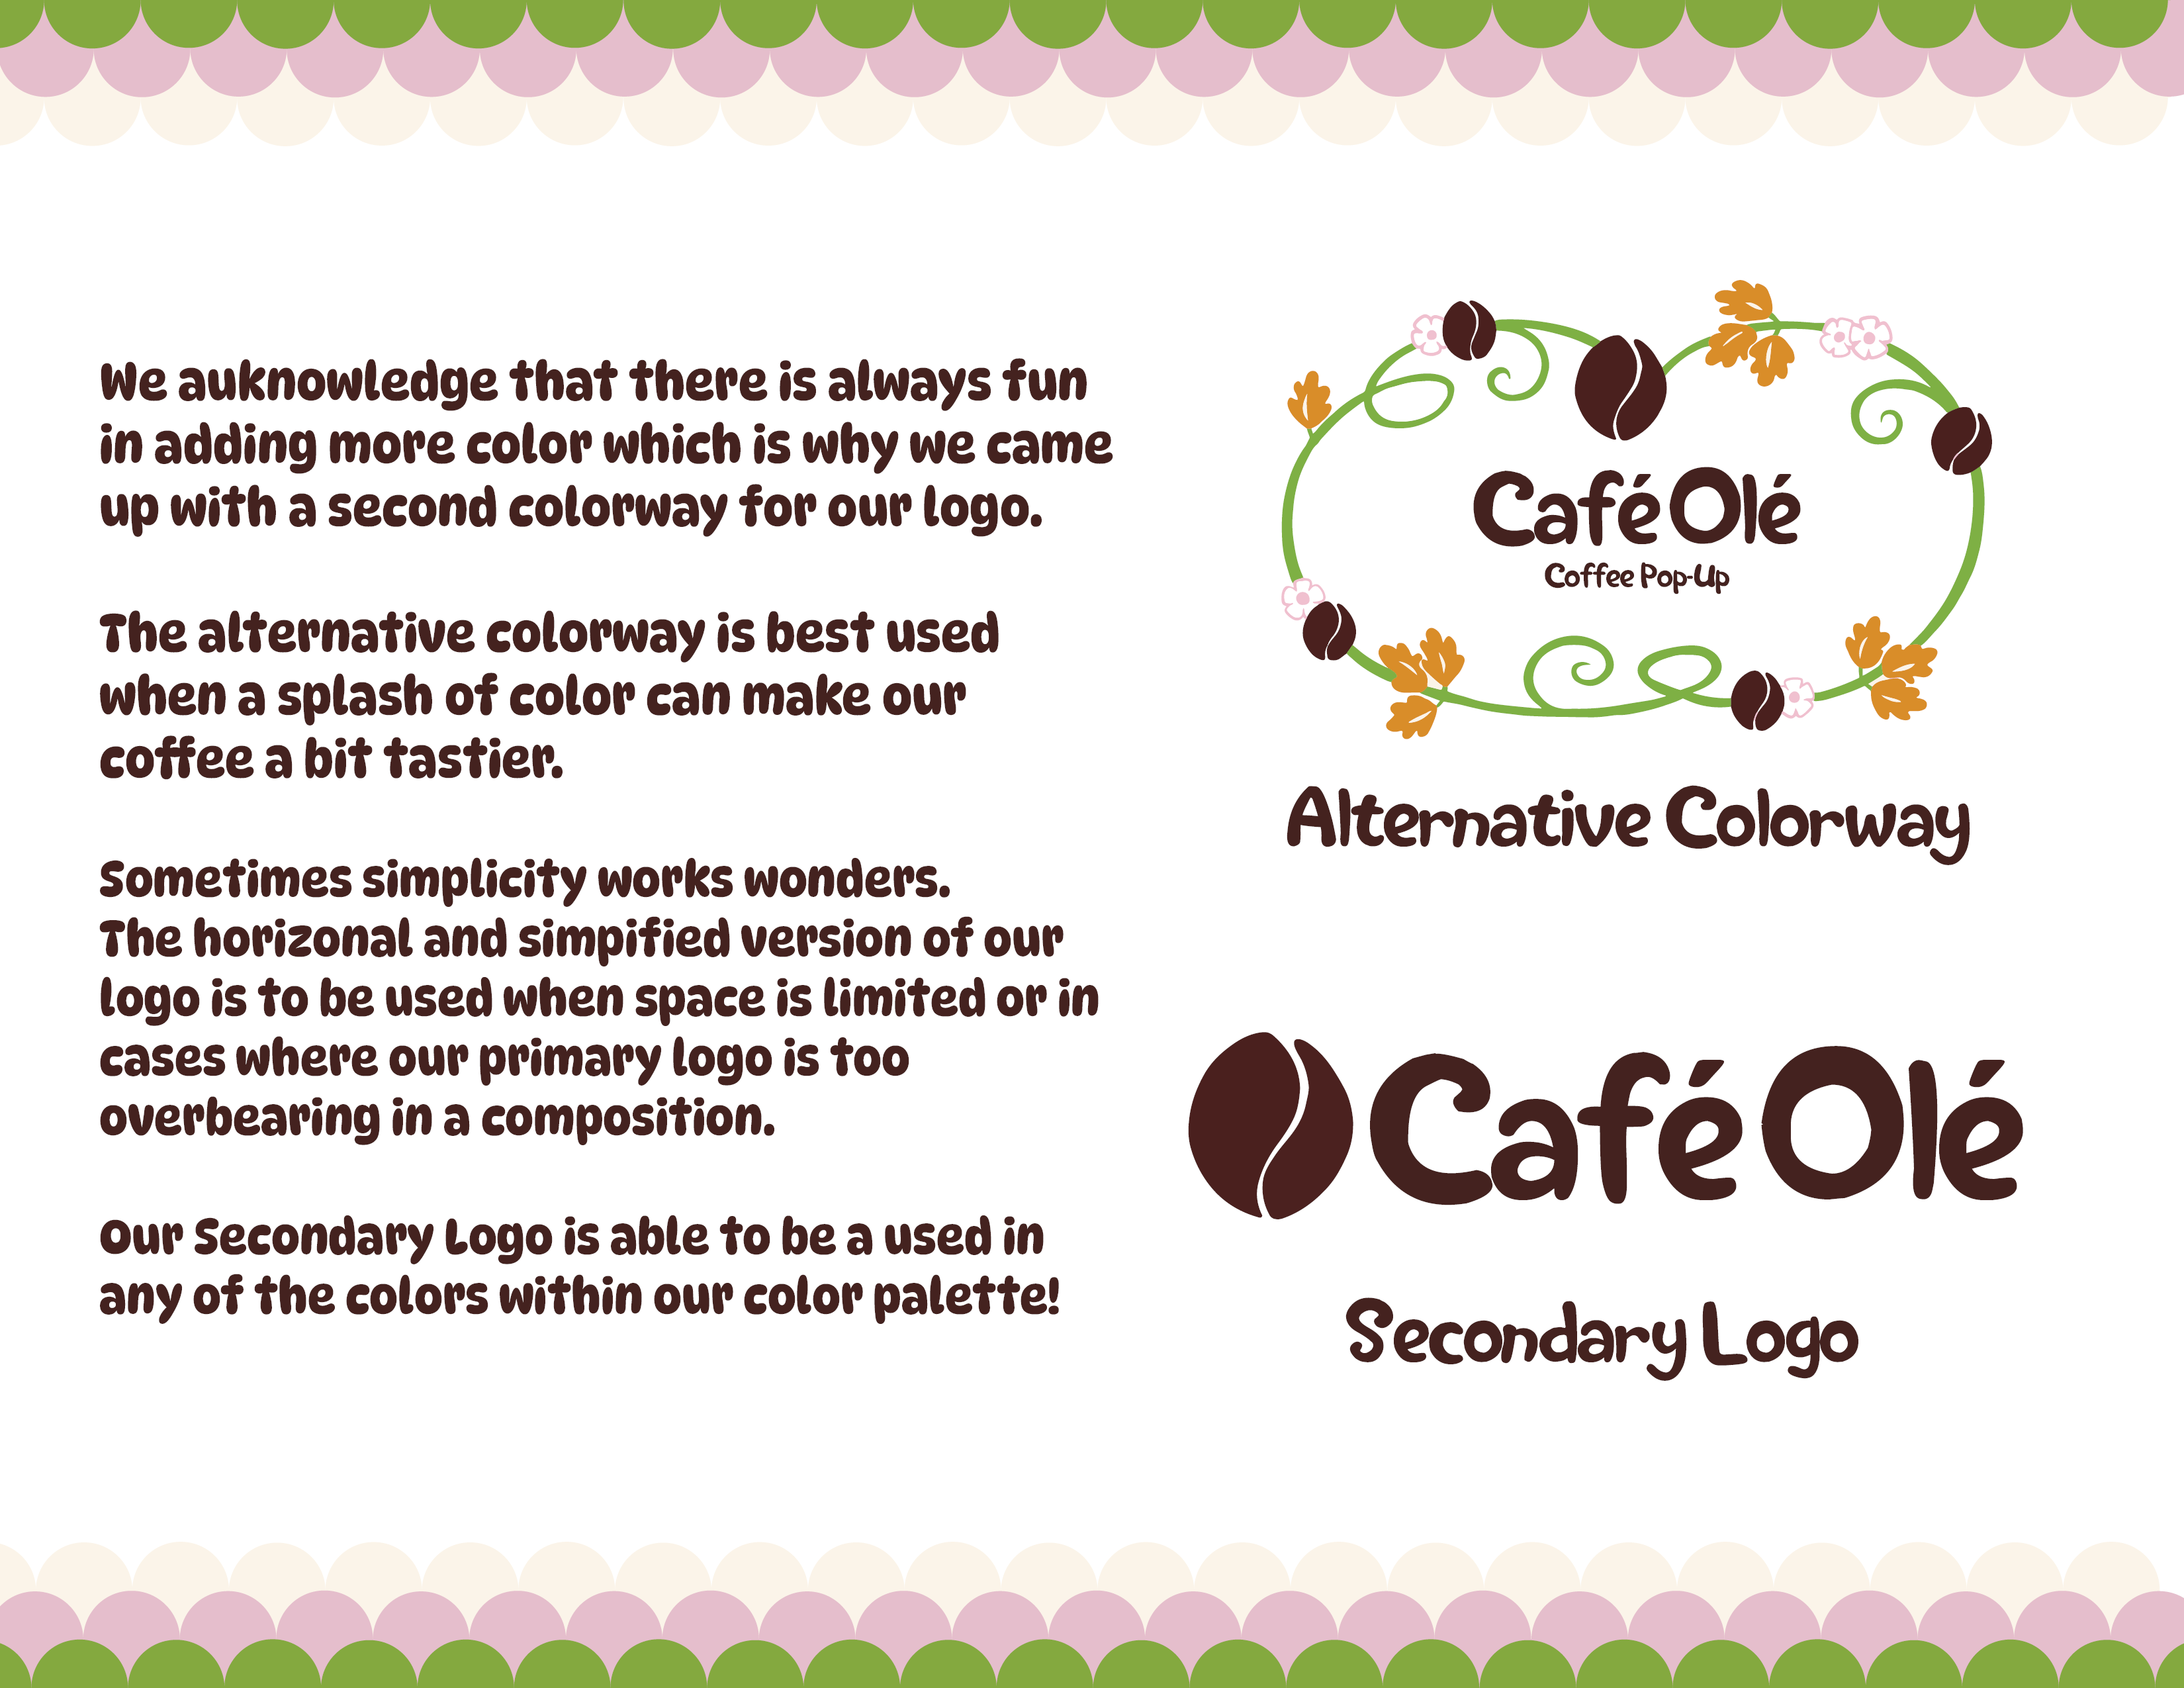 We auknowledge that there is always fun
in adding more color which is why we came
up with a second colorway for our logo.
The alternative colorway is best used
when a splash of color can make our
coffee a bit tastier.
Sometimes simplicity works wonders.
The horizonal and simpified version of our
logo is to be used when space is limited or in
cases where our primary logo is too
overbearing in a composition.
Our Secondary Logo is able to be a used in
any of the colors within our color palette!
Café Olé
Coffee Pop-Up
Alternative Colorway
Café Olé
Secondary Logo